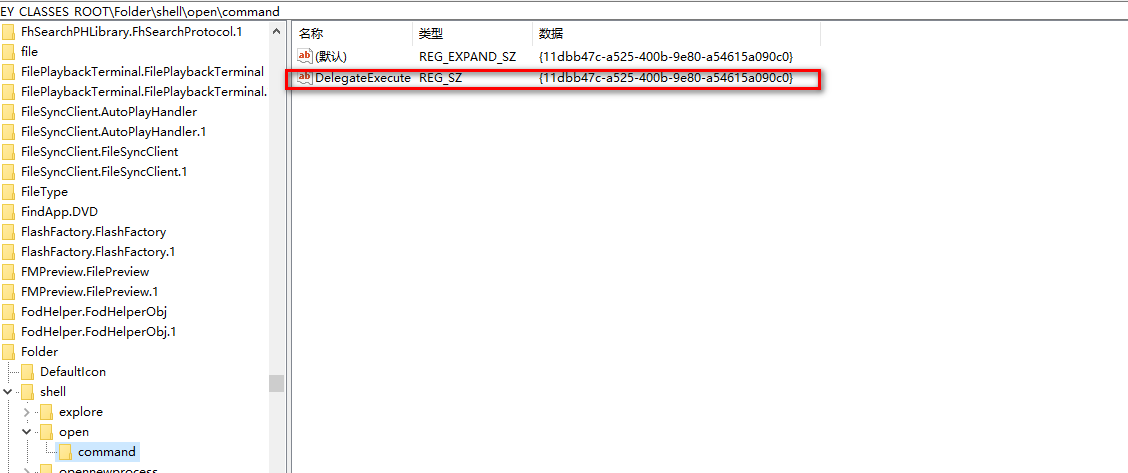 EY CLASSES ROOT\Folder\shell\open\command
FhSearchPHLibrary.FhSearchProtocol.1
file
FilePlaybackTerminal.FilePlaybackTerminal
FilePlaybackTerminal.FilePlaybackTerminal.
FileSyncClient.AutoPlayHandler
FileSyncClient.AutoPlayHandler.1
FileSyncClient.FileSyncClient
FileSyncClient.FileSyncClient.1
FileType
FindApp.DVD
FlashFactory.FlashFactory
FlashFactory.FlashFactory.1
FMPreview.FilePreview
FMPreview.FilePreview.1
FodHelper.FodHelperObj
FodHelper.FodHelperObj.1
Folder
DefaultIcon
shell
explore
open
command
opennewprocess
名称 类型 数据
(默认) REG_EXPAND_SZ {11dbb47c-a525-400b-9e80-a54615a090c0}
DelegateExecute REG_SZ {11dbb47c-a525-400b-9e80-a54615a090c0}